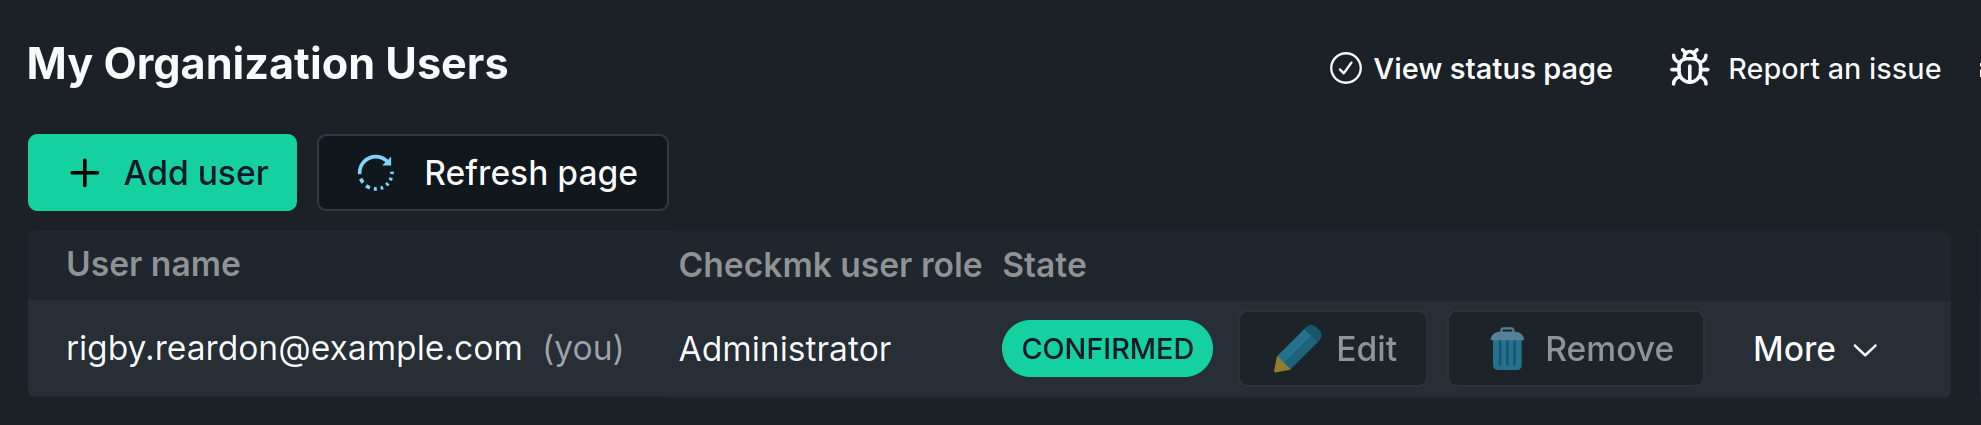 My Organization Users
View status page
Report an issue
Add user
Refresh page
User name
Checkmk user role
State
rigby.reardon@example.com (you)
Administrator
CONFIRMED
Edit
Remove
More